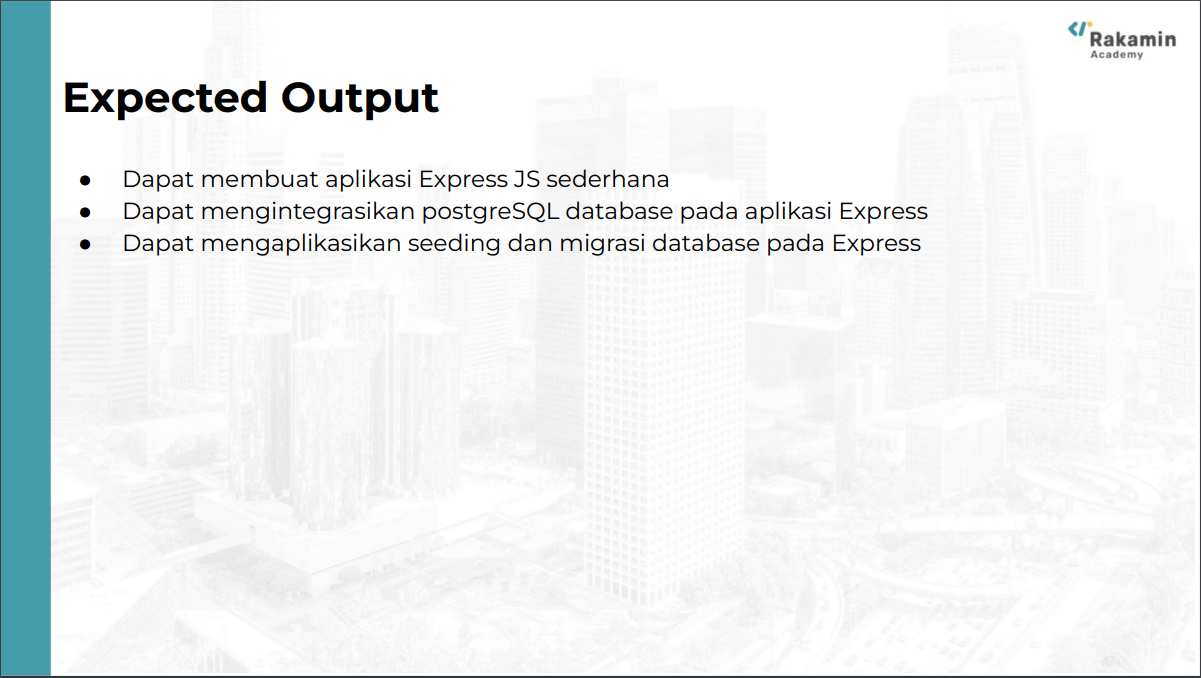 Rakamin
Academy
Expected Output
● Dapat membuat aplikasi Express JS sederhana
● Dapat mengintegrasikan postgreSQL database pada aplikasi Express
● Dapat mengaplikasikan seeding dan migrasi database pada Express